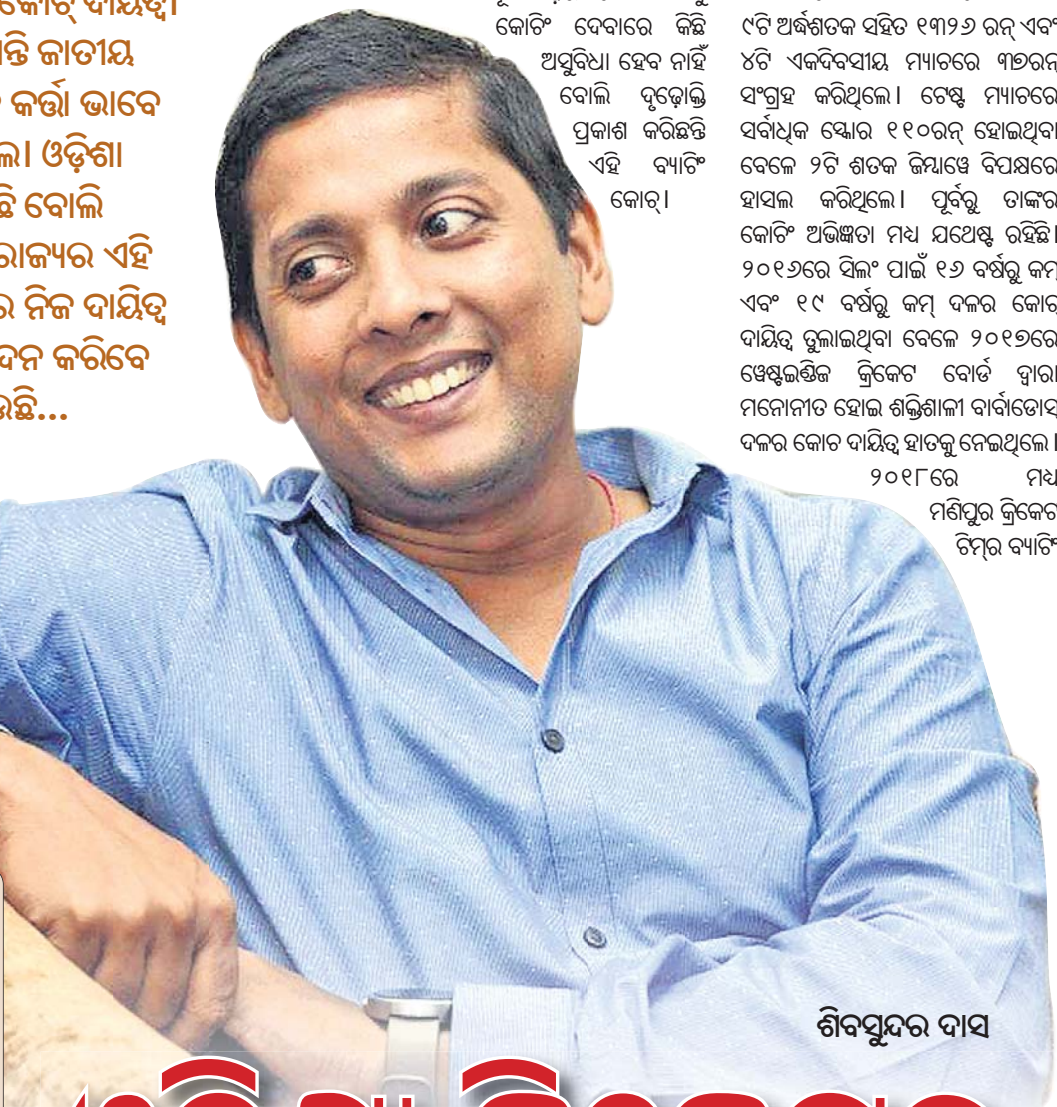 କୋଚ୍ ଦାୟିତ୍ୱ।
ଜାତୀୟ
କର୍ତ୍ତା ଭାବେ
ଓଡ଼ିଶା
ବୋଲି
ରାଜ୍ୟର ଏହି
ନିଜ ଦାୟିତ୍ୱ
କରିବେ
କୋଚିଂ ଦେବାରେ କିଛି
ଅସୁବିଧା ହେବ ନାହିଁ
ବୋଲି ଦୃଢ଼ୋକ୍ତି
ପ୍ରକାଶ କରିଛନ୍ତି
ଏହି ବ୍ୟାଟିଂ
କୋଚ୍।
୯ଟି ଅର୍ଦ୍ଧଶତକ ସହିତ ୧୩୨୬ ରନ୍ ଏବଂ
୪ଟି ଏକଦିବସୀୟ ମ୍ୟାଚରେ ୩୭ରନ୍
ସଂଗ୍ରହ କରିଥିଲେ। ଟେଷ୍ଟ ମ୍ୟାଚରେ
ସର୍ବାଧିକ ସ୍କୋର ୧୧୦ରନ୍ ହୋଇଥିବା
ବେଳେ ୨ଟି ଶତକ ଜିମ୍ବାୱେ ବିପକ୍ଷରେ
ହାସଲ କରିଥିଲେ। ପୂର୍ବରୁ ତାଙ୍କର
କୋଚିଂ ଅଭିଜ୍ଞତା ମଧ୍ୟ ଯଥେଷ୍ଟ ରହିଛି।
୨୦୧୬ରେ ସିଲଂ ପାଇଁ ୧୬ ବର୍ଷରୁ କମ୍
ଏବଂ ୧୯ ବର୍ଷରୁ କମ୍ ଦଳର କୋଚ୍
ଦାୟିତ୍ୱ ତୁଲାଇଥିବା ବେଳେ ୨୦୧୭ରେ
ୱେଷ୍ଟଇଣ୍ଡିଜ କ୍ରିକେଟ ବୋର୍ଡ ଦ୍ୱାରା
ମନୋନୀତ ହୋଇ ଶକ୍ତିଶାଳୀ ବାର୍ବାଡୋସ୍
ଦଳର କୋଚ ଦାୟିତ୍ୱ ହାତକୁ ନେଇଥିଲେ।
୨୦୧୮ରେ ମଧ୍ୟ
ମଣିପୁର କ୍ରିକେଟ
ଟିମ୍‌ର ବ୍ୟାଟିଂ
ଶିବସୁନ୍ଦର ଦାସ